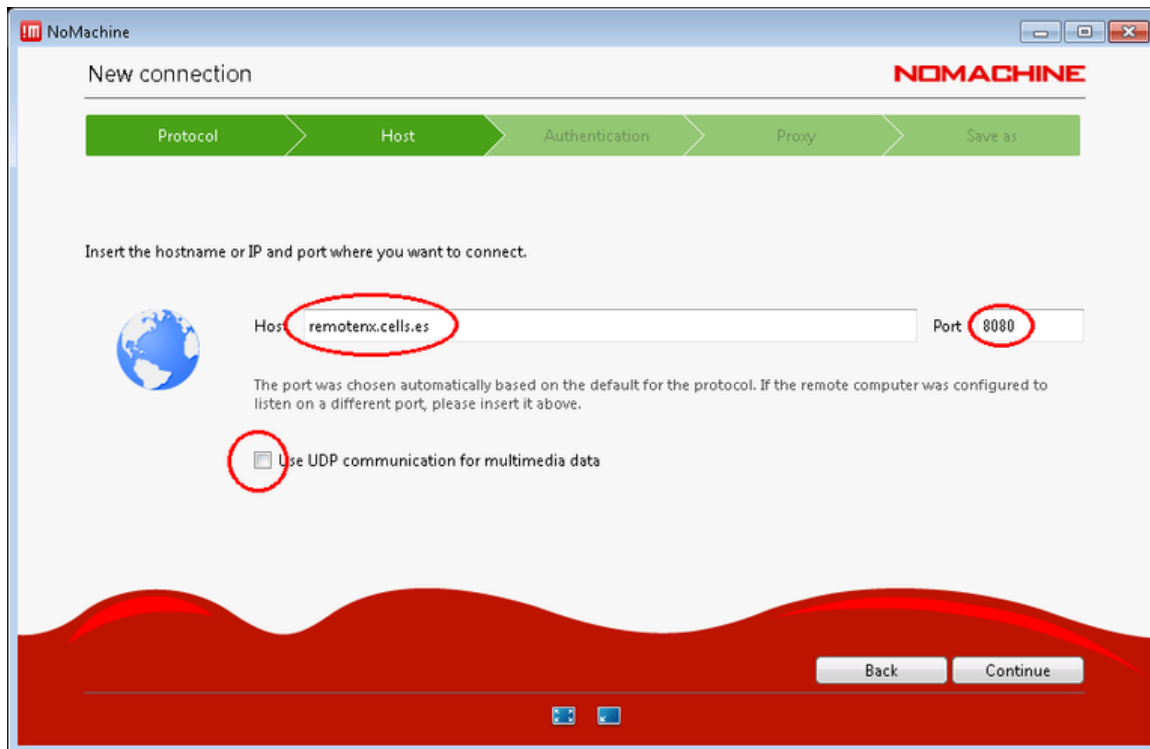 NoMachine
New connection
NOMACHINE
Protocol
Host
Authentication
Proxy
Save as
Insert the hostname or IP and port where you want to connect.
Host remotenx.cells.es Port 8080
The port was chosen automatically based on the default for the protocol. If the remote computer was configured to
listen on a different port, please insert it above.
Use UDP communication for multimedia data
Back Continue